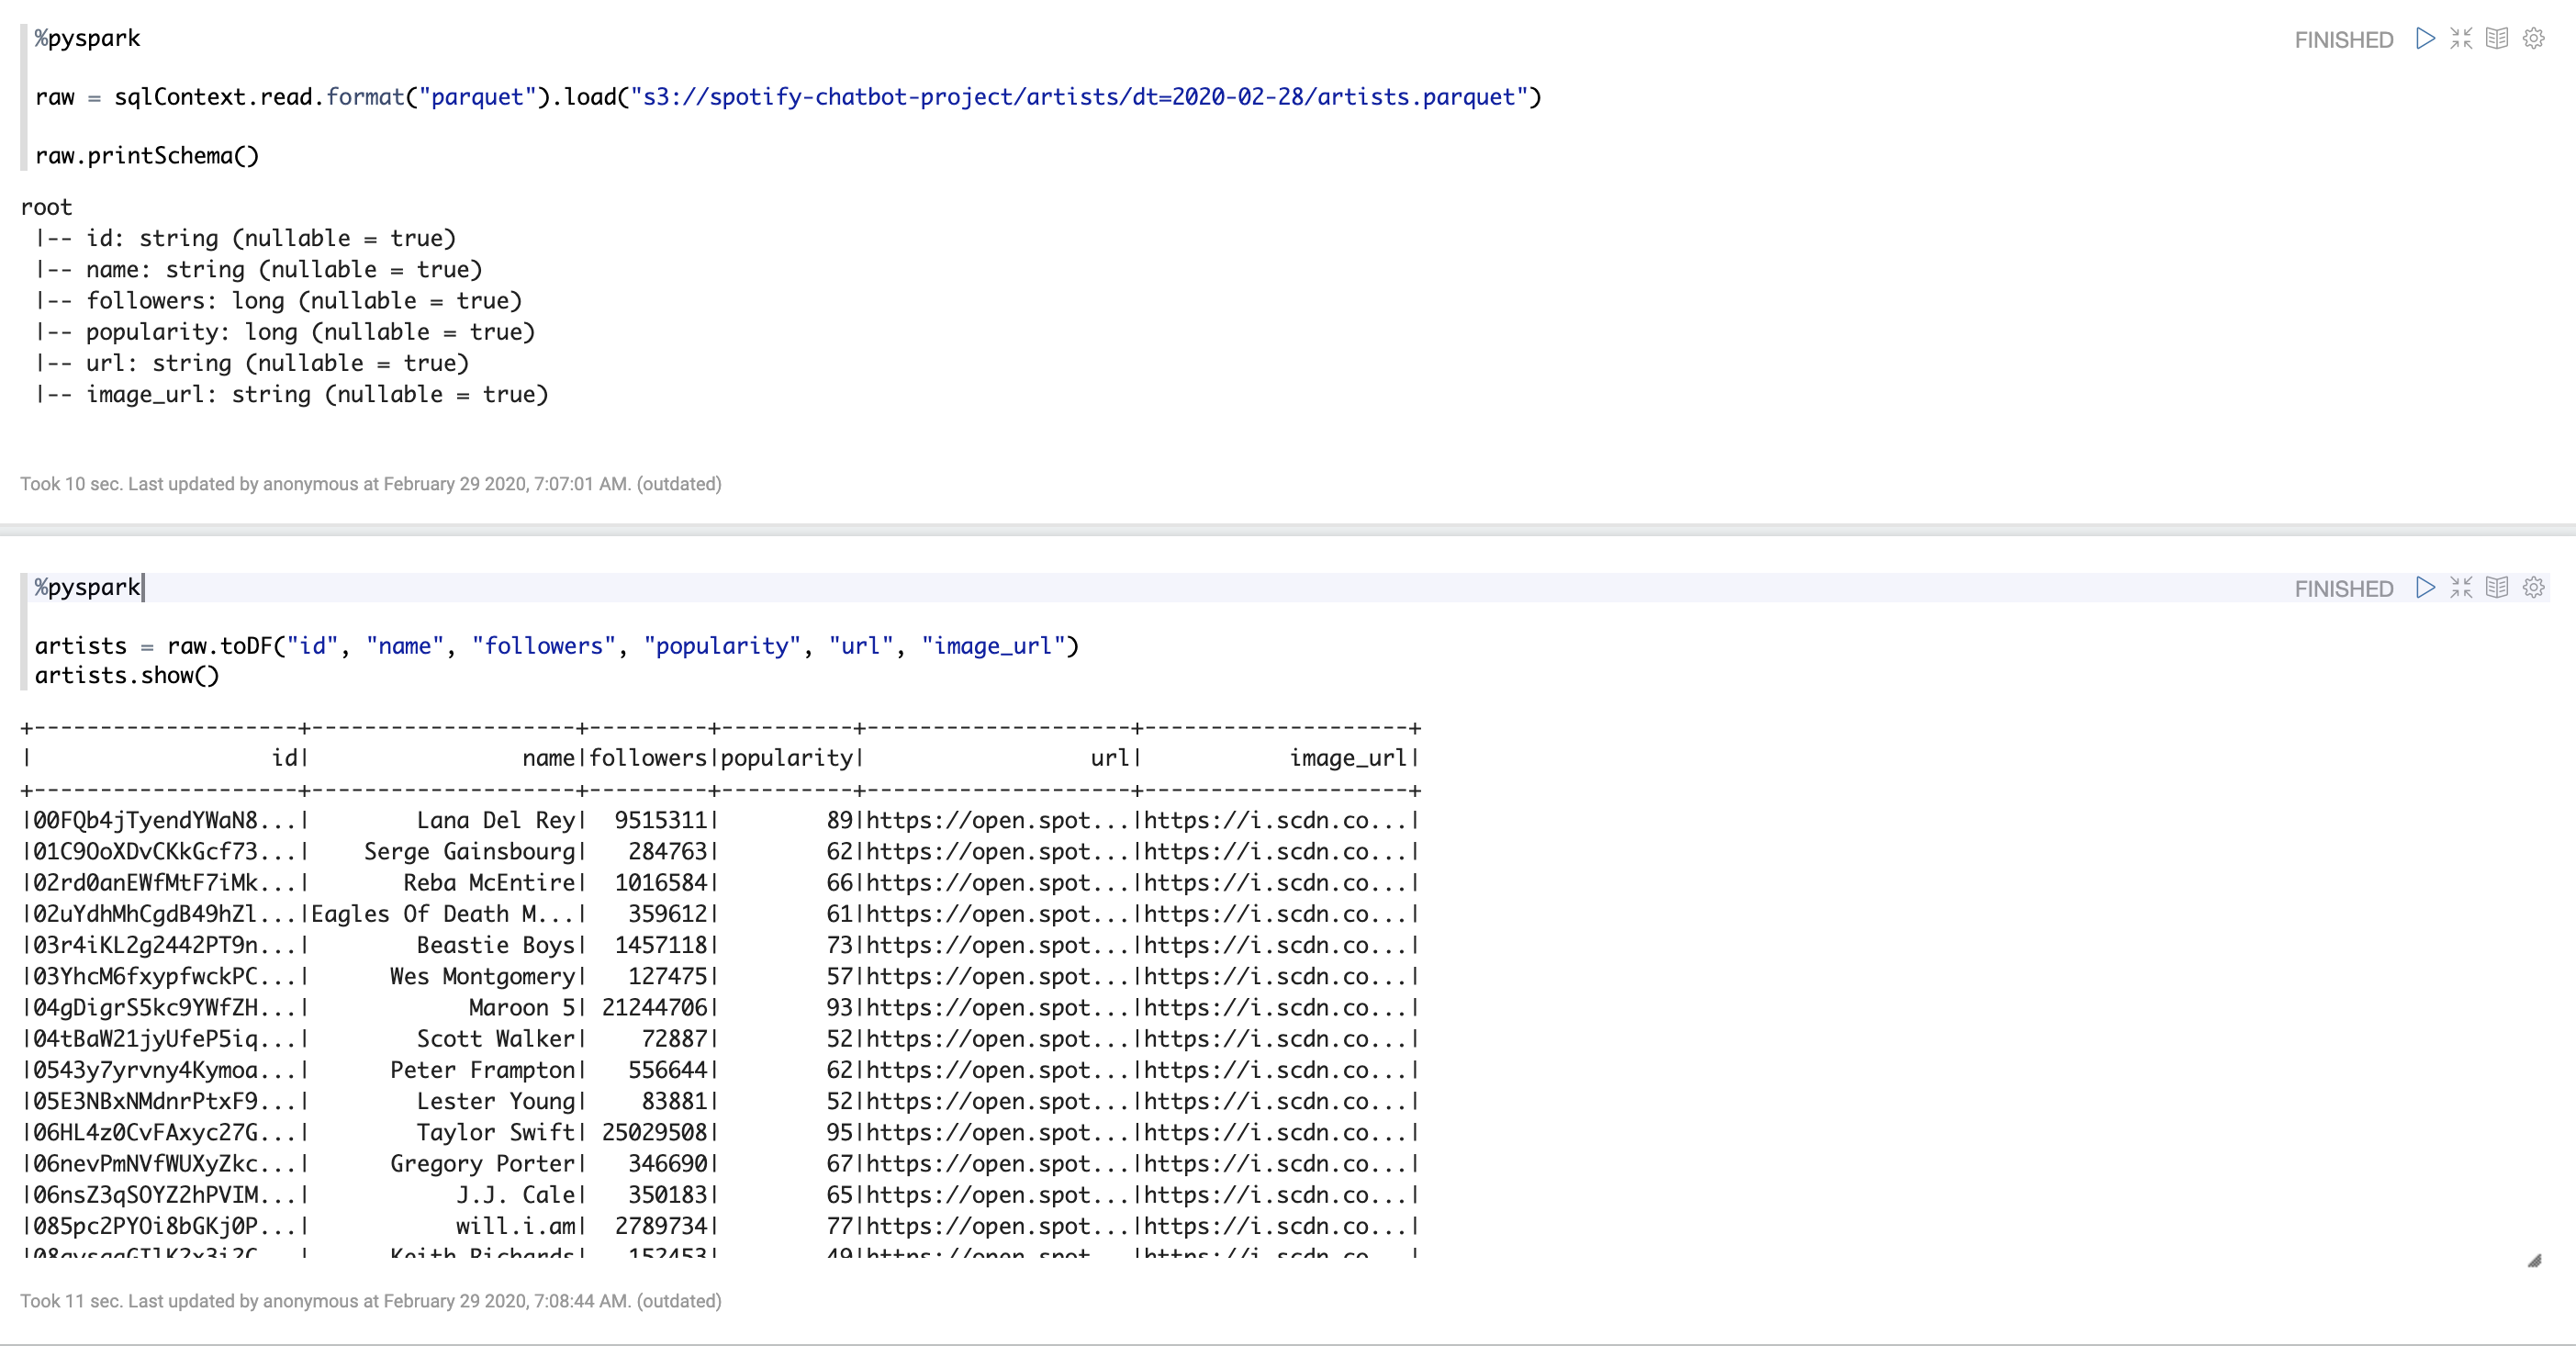 %pyspark
FINISHED
raw = sqlContext.read.format("parquet").load("s3://spotify-chatbot-project/artists/dt=2020-02-28/artists.parquet")
raw.printSchema()
root
 |-- id: string (nullable = true)
 |-- name: string (nullable = true)
 |-- followers: long (nullable = true)
 |-- popularity: long (nullable = true)
 |-- url: string (nullable = true)
 |-- image_url: string (nullable = true)
Took 10 sec. Last updated by anonymous at February 29 2020, 7:07:01 AM. (outdated)
%pyspark
FINISHED
artists = raw.toDF("id", "name", "followers", "popularity", "url", "image_url")
artists.show()
+--------------------+--------------------+---------+----------+--------------------+--------------------+
|                  id|                name|followers|popularity|                 url|           image_url|
+--------------------+--------------------+---------+----------+--------------------+--------------------+
|00FQb4jTyendYWaN8...|        Lana Del Rey|  9515311|        89|https://open.spot...|https://i.scdn.co...|
|01C9OoXDvCKkGcf73...|    Serge Gainsbourg|   284763|        62|https://open.spot...|https://i.scdn.co...|
|02rd0anEWfMtF7iMk...|       Reba McEntire|  1016584|        66|https://open.spot...|https://i.scdn.co...|
|02uYdhMhCgdB49hZl...|Eagles Of Death M...|   359612|        61|https://open.spot...|https://i.scdn.co...|
|03r4iKL2g2442PT9n...|        Beastie Boys|  1457118|        73|https://open.spot...|https://i.scdn.co...|
|03YhcM6fxypfwckPC...|      Wes Montgomery|   127475|        57|https://open.spot...|https://i.scdn.co...|
|04gDigrS5kc9YWfZH...|            Maroon 5| 21244706|        93|https://open.spot...|https://i.scdn.co...|
|04tBaW21jyUfeP5iq...|        Scott Walker|    72887|        52|https://open.spot...|https://i.scdn.co...|
|0543y7yrvny4Kymoa...|      Peter Frampton|   556644|        62|https://open.spot...|https://i.scdn.co...|
|05E3NBxNMdnrPtxF9...|        Lester Young|    83881|        52|https://open.spot...|https://i.scdn.co...|
|06HL4z0CvFAxyc27G...|        Taylor Swift| 25029508|        95|https://open.spot...|https://i.scdn.co...|
|06nevPmNVfWUXyZkc...|      Gregory Porter|   346690|        67|https://open.spot...|https://i.scdn.co...|
|06nsZ3qSOYZ2hPVIM...|           J.J. Cale|   350183|        65|https://open.spot...|https://i.scdn.co...|
|085pc2PYOi8bGKj0P...|           will.i.am|  2789734|        77|https://open.spot...|https://i.scdn.co...|
Keith Richards|   152453|        49|https://open.spot...|https://i.scdn.co...|
Took 11 sec. Last updated by anonymous at February 29 2020, 7:08:44 AM. (outdated)